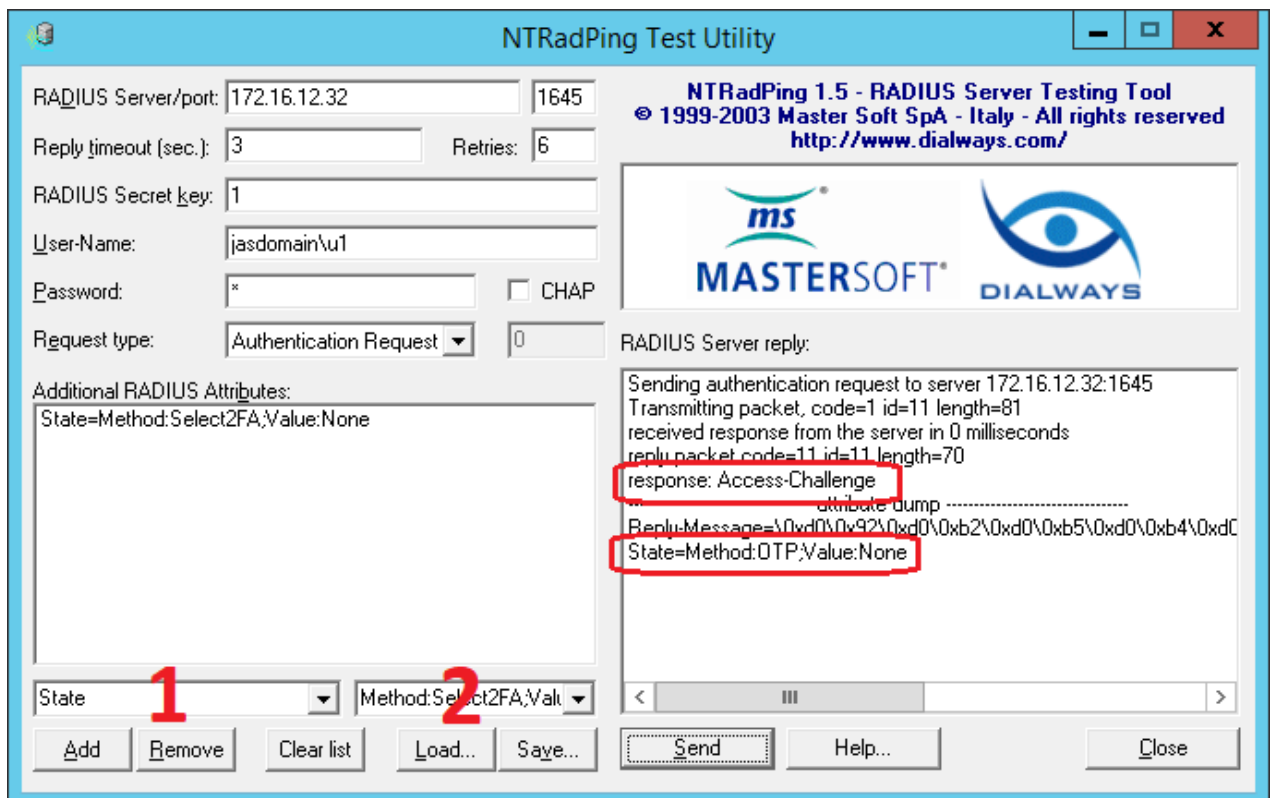 NTRadPing Test Utility
RADIUS Server/port: 172.16.12.32 1645
Reply timeout (sec.): 3 Retries: 6
RADIUS Secret key: 1
User-Name: jasdomain\u1
Password: * CHAP
Request type: Authentication Request 0
Additional RADIUS Attributes:
State=Method:Select2FA;Value:None
State 1 Method:Select2FA;Valu 2
Add Remove Clear list Load... Save...
NTRadPing 1.5 - RADIUS Server Testing Tool
© 1999-2003 Master Soft SpA - Italy - All rights reserved
http://www.dialways.com/
ms
MASTERSOFT
DIALWAYS
RADIUS Server reply:
Sending authentication request to server 172.16.12.32:1645
Transmitting packet, code=1 id=11 length=81
received response from the server in 0 milliseconds
reply packet code=11 id=11 length=70
response: Access-Challenge
--- attribute dump --------------------------------
Reply-Message=\0xd0\0x92\0xd0\0xb2\0xd0\0xb5\0xd0\0xb4\0xd0
State=Method:OTP;Value:None
Send Help... Close